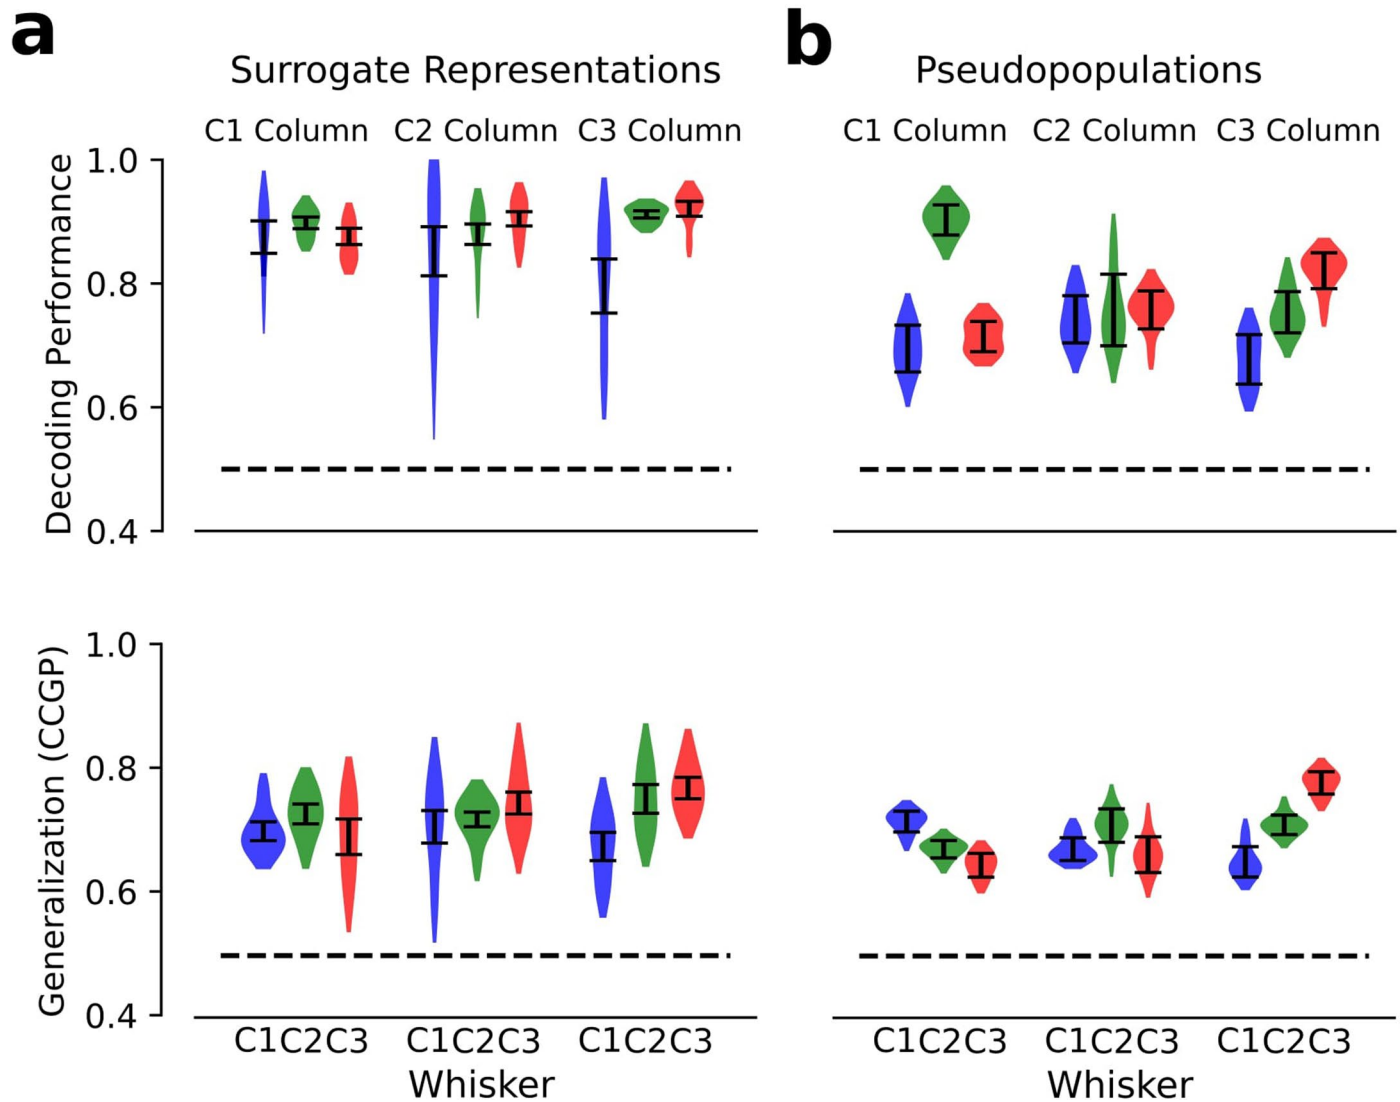 a
b
Surrogate Representations
Pseudopopulations
C1 Column C2 Column C3 Column
C1 Column C2 Column C3 Column
Decoding Performance
1.0
0.8
0.6
0.4
Generalization (CCGP)
1.0
0.8
0.6
0.4
C1C2C3 C1C2C3 C1C2C3
Whisker
C1C2C3 C1C2C3 C1C2C3
Whisker